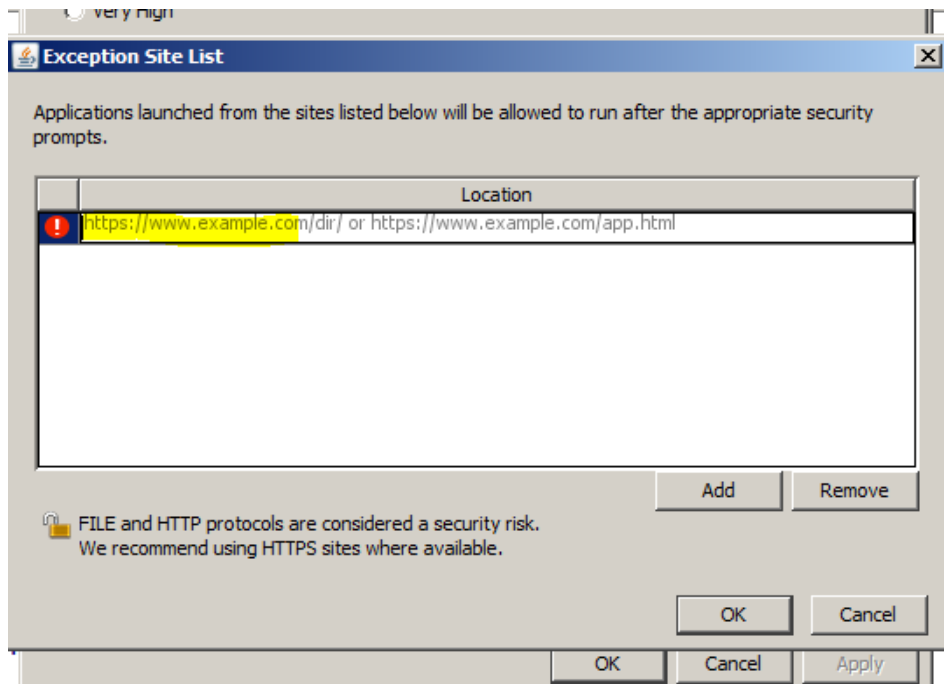 Very High
Exception Site List
Applications launched from the sites listed below will be allowed to run after the appropriate security
prompts.
Location
https://www.example.com/dir/ or https://www.example.com/app.html
Add Remove
FILE and HTTP protocols are considered a security risk.
We recommend using HTTPS sites where available.
OK Cancel
OK Cancel Apply